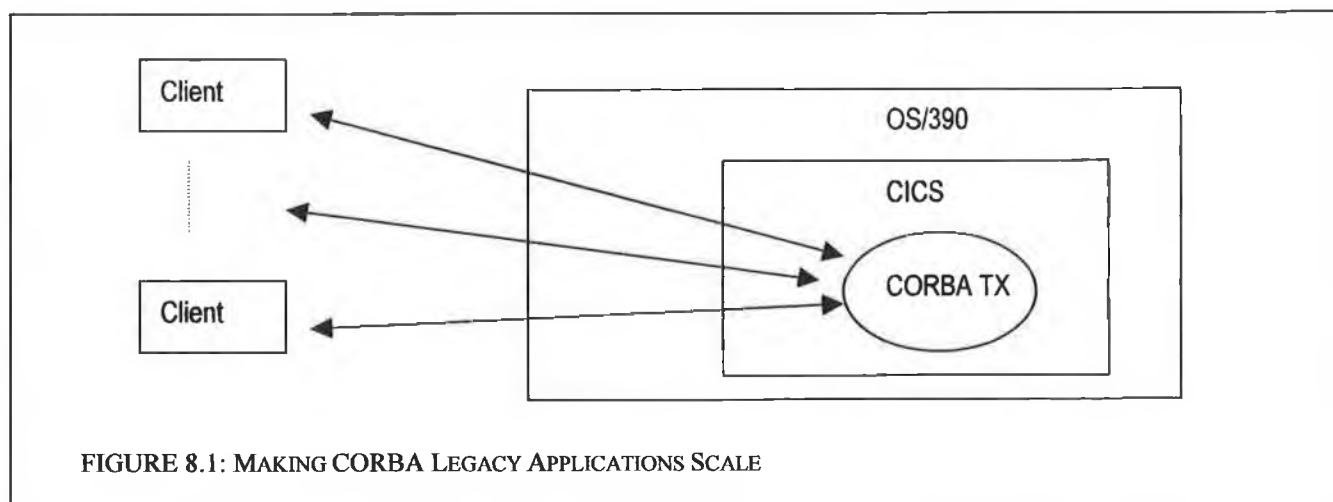 Client
OS/390
CICS
CORBA TX
Client
FIGURE 8.1: MAKING CORBA LEGACY APPLICATIONS SCALE